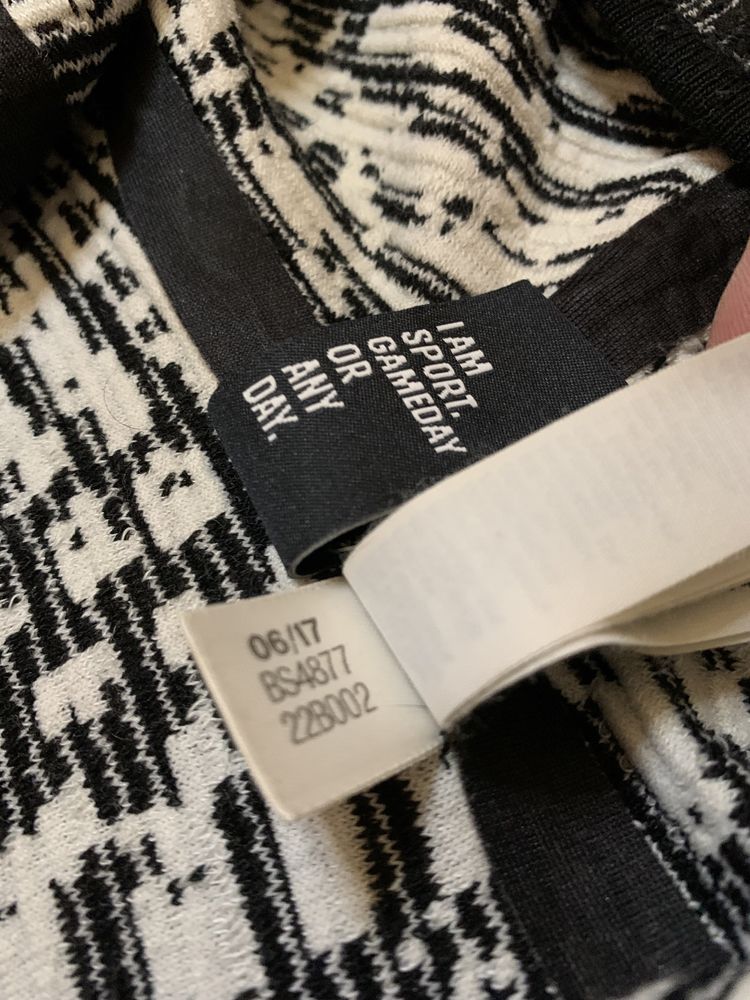 I AM
SPORT.
GAMEDAY
OR
ANY
DAY.
06/17
BS4877
22B002